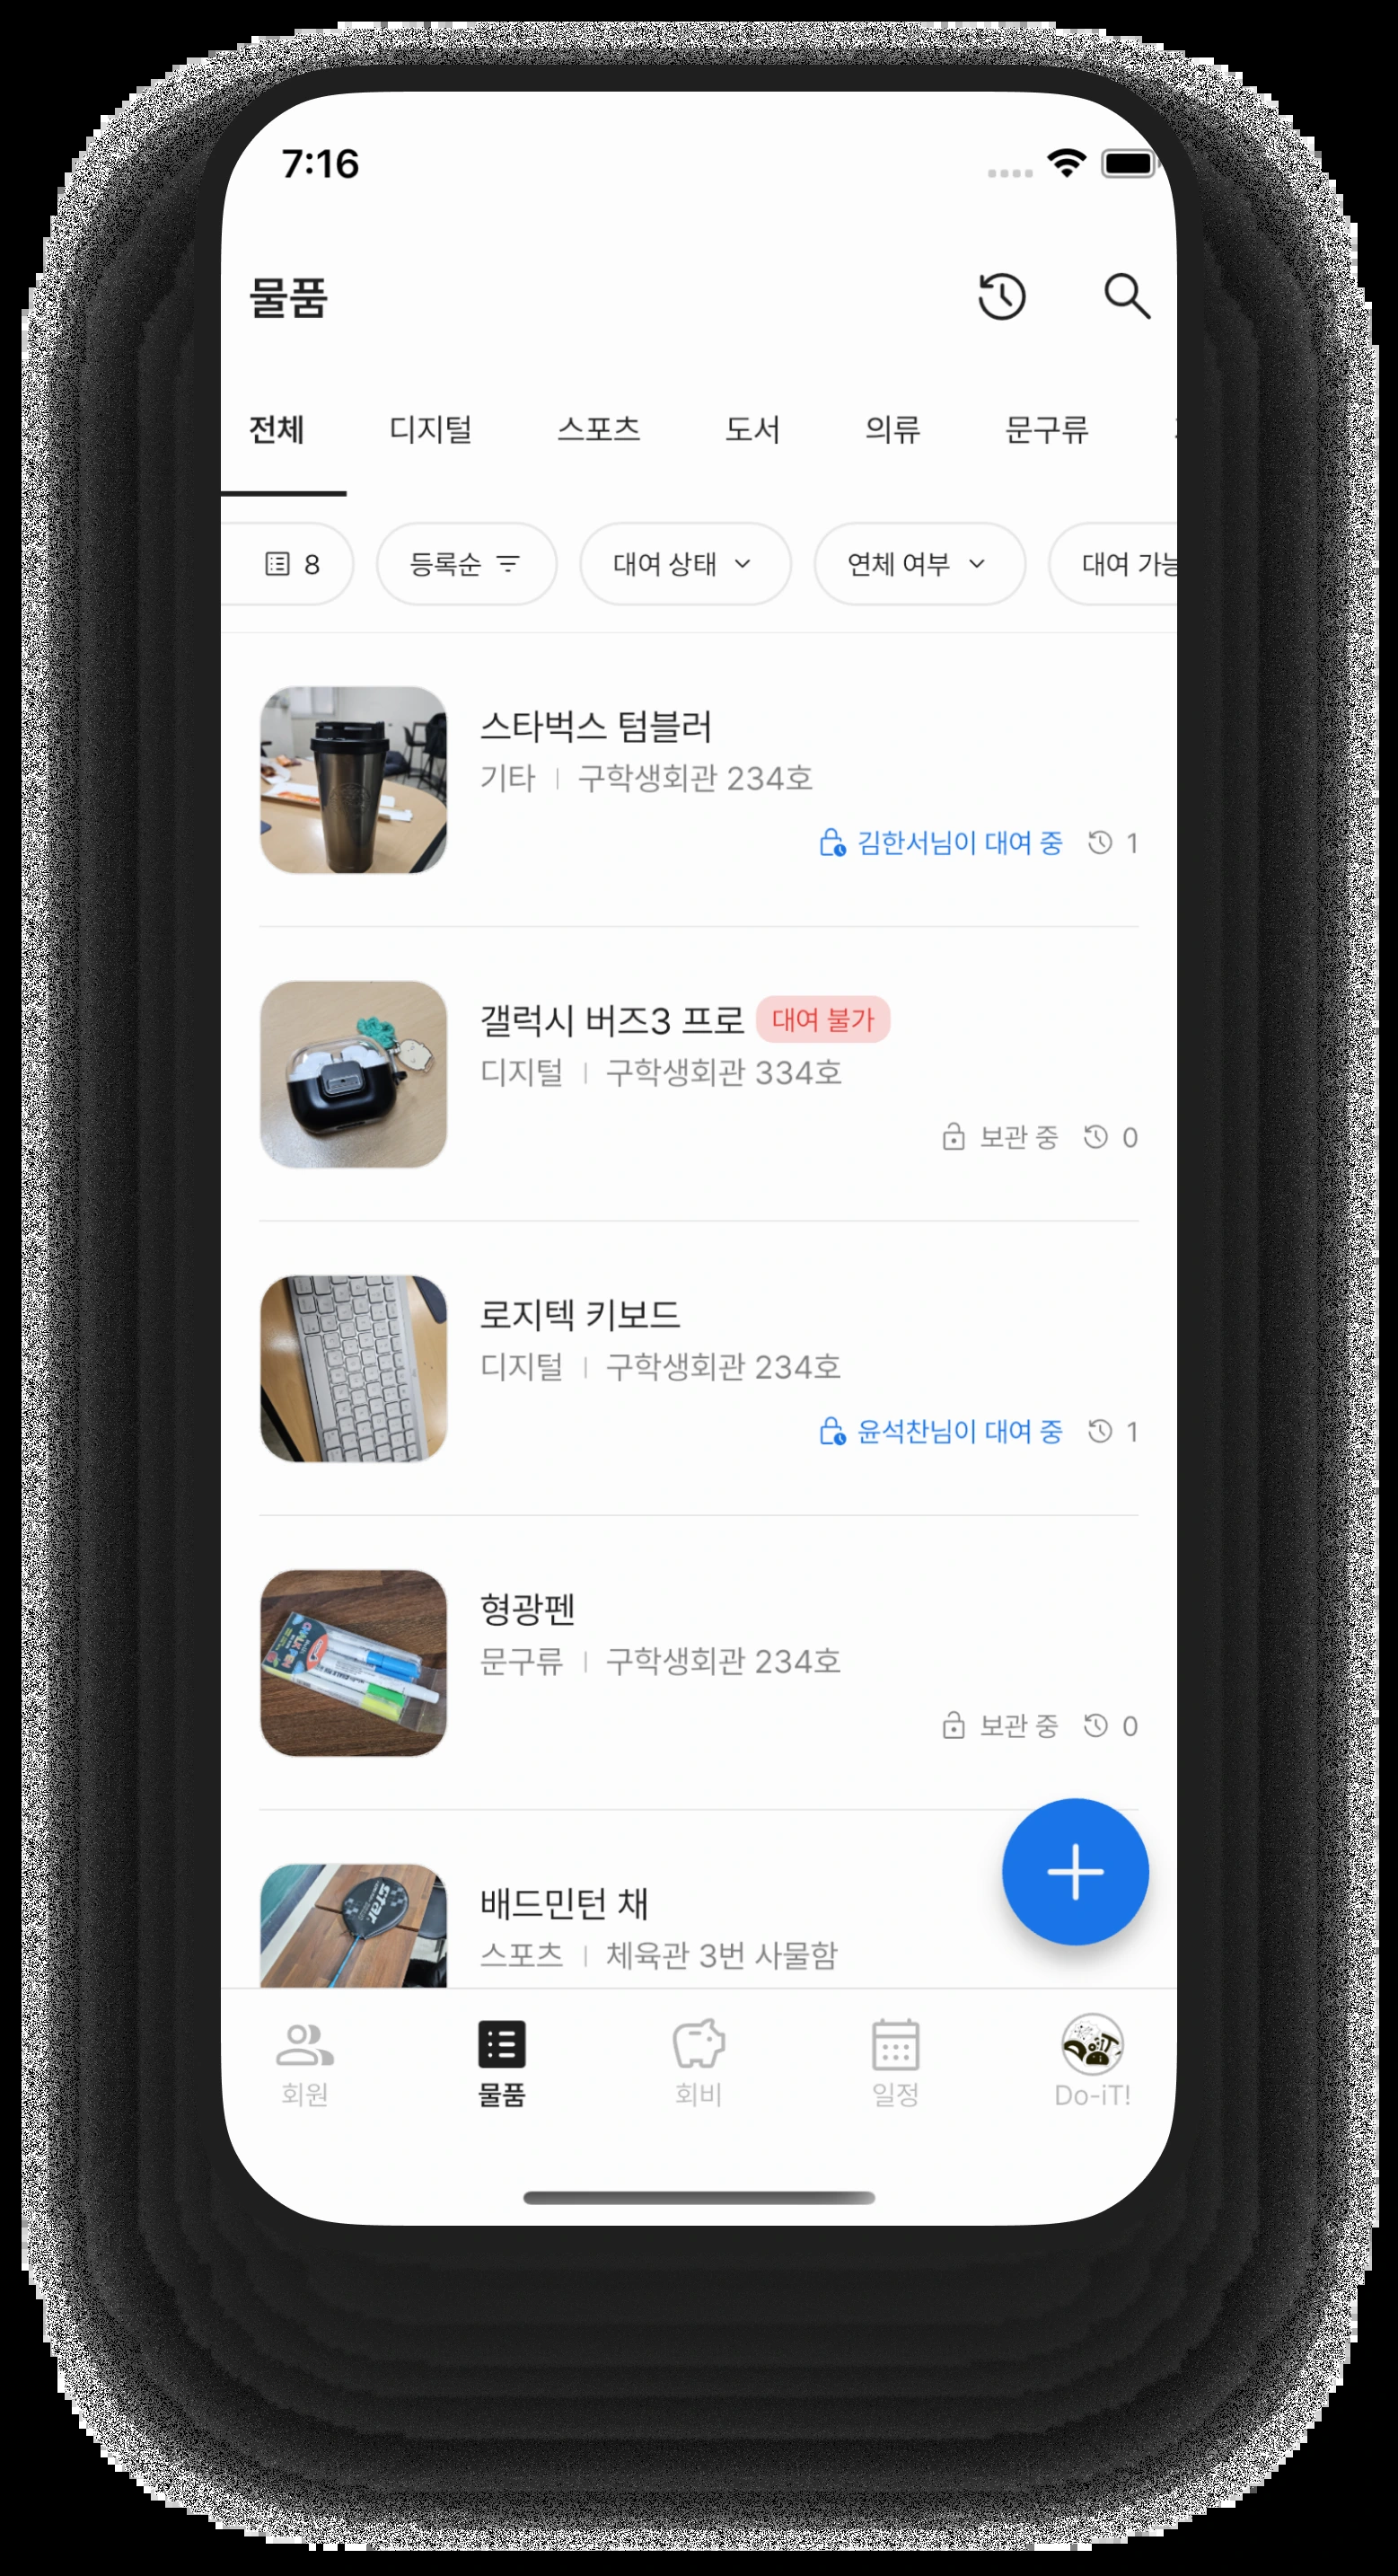 7:16
물품
전체 디지털 스포츠 도서 의류 문구류
8 등록순 대여 상태 연체 여부 대여 가능
스타벅스 텀블러
기타 | 구학생회관 234호
김한서님이 대여 중 1
갤럭시 버즈3 프로 대여 불가
디지털 | 구학생회관 334호
보관 중 0
로지텍 키보드
디지털 | 구학생회관 234호
윤석찬님이 대여 중 1
형광펜
문구류 | 구학생회관 234호
보관 중 0
Star
배드민턴 채
스포츠 | 체육관 3번 사물함
회원 물품 회비 일정 Do-iT!